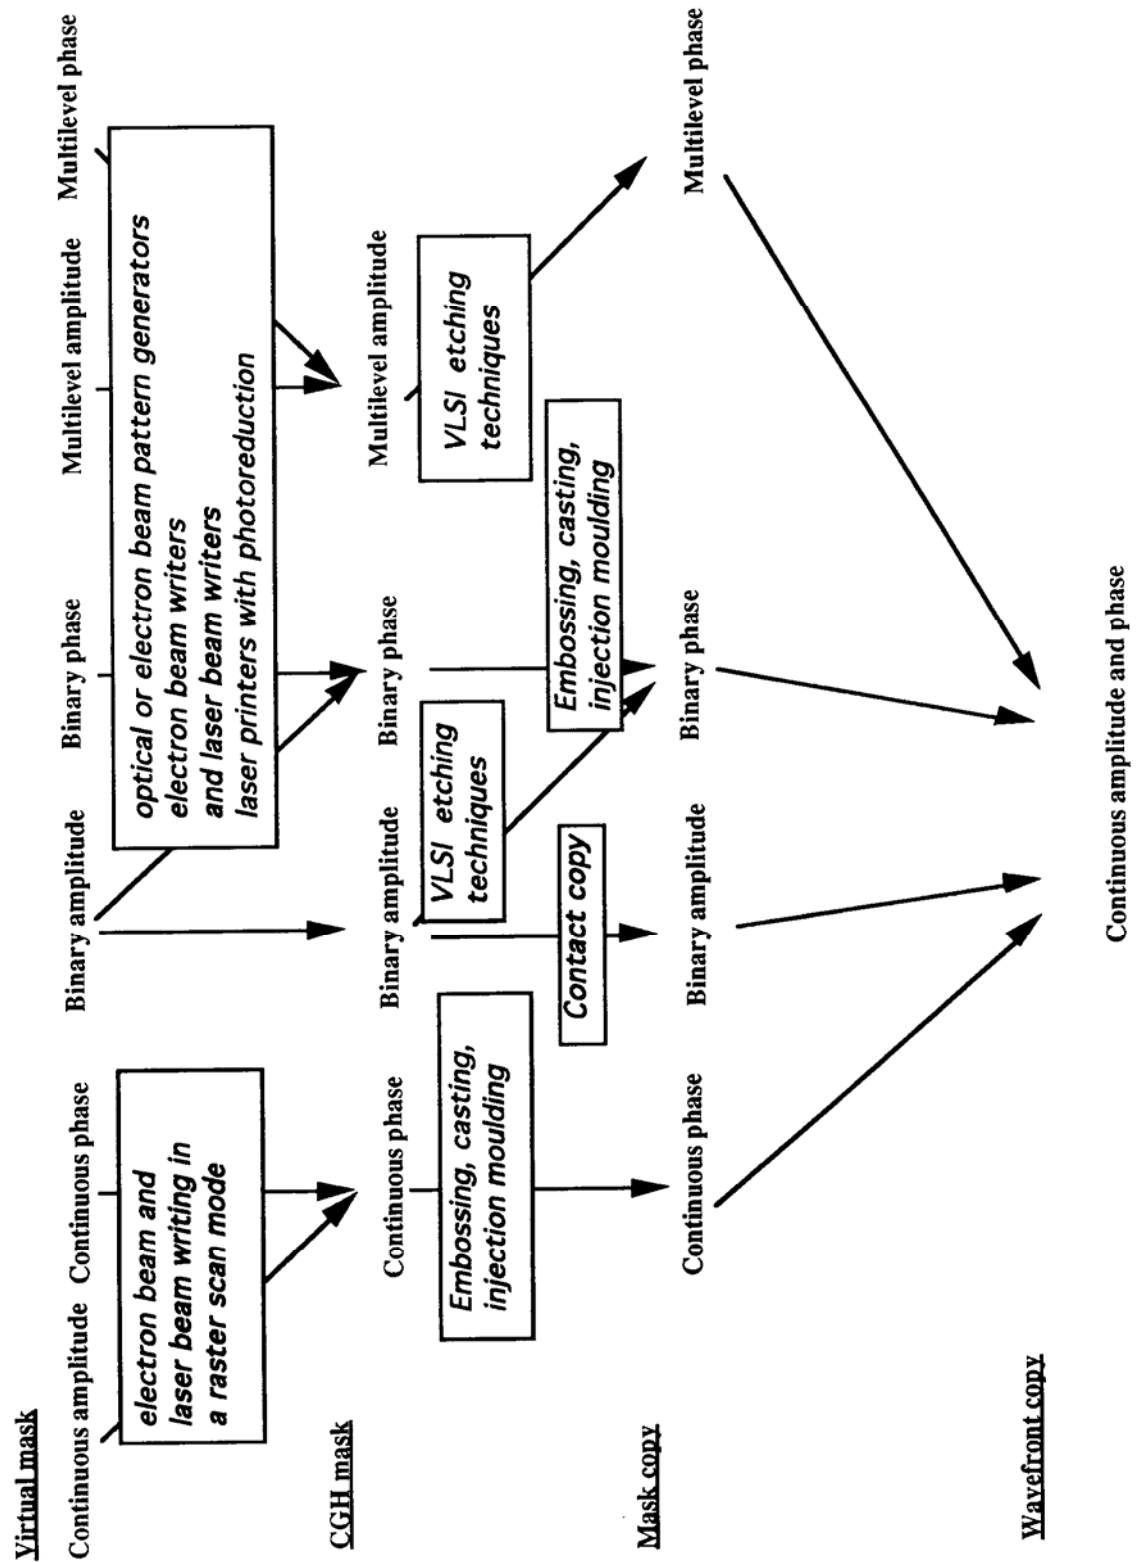 Virtual mask
Continuous amplitude
Continuous phase
Binary amplitude
Binary phase
Multilevel amplitude
Multilevel phase
electron beam and
laser beam writing in
a raster scan mode
optical or electron beam pattern generators
electron beam writers
and laser beam writers
laser printers with photoreduction
CGH mask
Continuous phase
Binary amplitude
Binary phase
Multilevel amplitude
Embossing, casting,
injection moulding
VLSI etching
techniques
VLSI etching
techniques
Contact copy
Embossing, casting,
injection moulding
Mask copy
Continuous phase
Binary amplitude
Binary phase
Multilevel phase
Wavefront copy
Continuous amplitude and phase